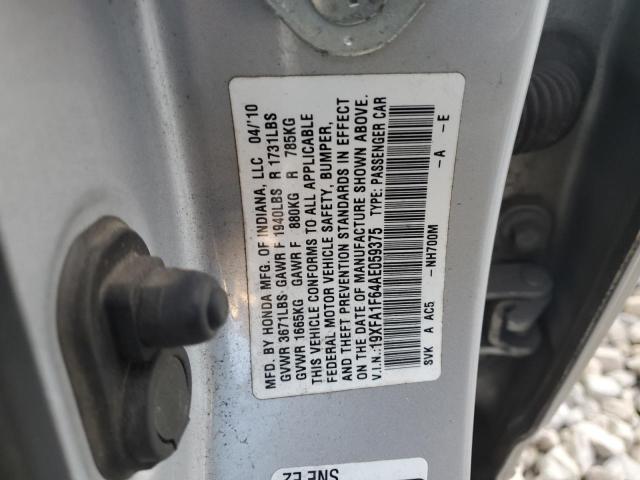 MFD. BY HONDA MFG. OF INDIANA, LLC 04/'10
GVWR 3671LBS GAWR F 1940LBS R 1731LBS
GVWR 1665KG GAWR F 880KG R 785KG
THIS VEHICLE CONFORMS TO ALL APPLICABLE
FEDERAL MOTOR VEHICLE SAFETY, BUMPER,
AND THEFT PREVENTION STANDARDS IN EFFECT
ON THE DATE OF MANUFACTURE SHOWN ABOVE.
V.I.N.:19XFA1F64AE059375 TYPE: PASSENGER CAR
SVK A AC5 -NH700M -A -E
SNE EZ